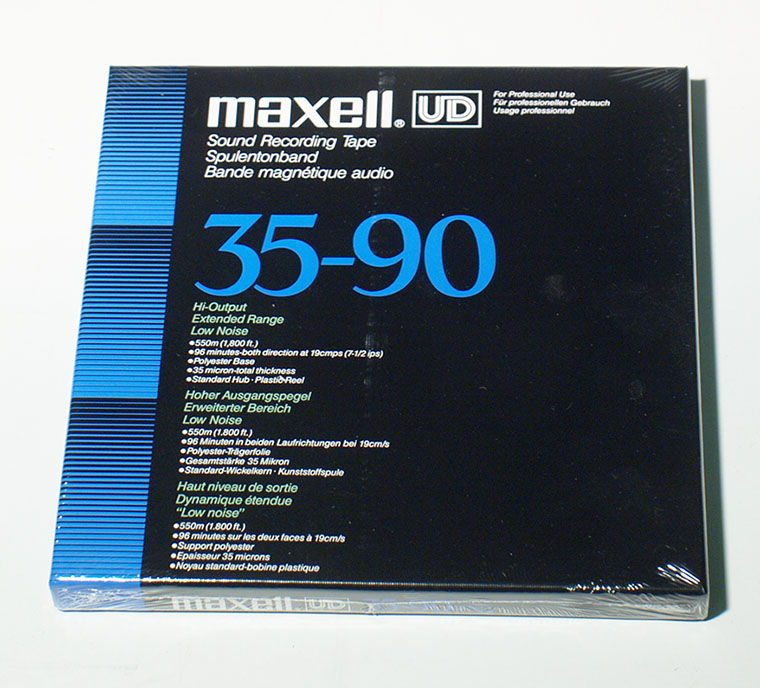 maxell® UD
For Professional Use
Für professionellen Gebrauch
Usage professionnel
Sound Recording Tape
Spulentonband
Bande magnétique audio
35-90
Hi-Output
Extended Range
Low Noise
●550m (1,800 ft.)
●96 minutes-both direction at 19cmps (7-1/2 ips)
●Polyester Base
●35 micron-total thickness
●Standard Hub · Plastic Reel
Hoher Ausgangspegel
Erweiterter Bereich
Low Noise
●550m (1.800 ft.)
●96 Minuten in beiden Laufrichtungen bei 19cm/s
●Polyester-Trägerfolie
●Gesamtstärke 35 Mikron
●Standard-Wickelkern · Kunststoffspule
Haut niveau de sortie
Dynamique étendue
“Low noise”
●550m (1.800 ft.)
●96 minutes sur les deux faces à 19cm/s
●Support polyester
●Epaisseur 35 microns
●Noyau standard-bobine plastique
maxell UD